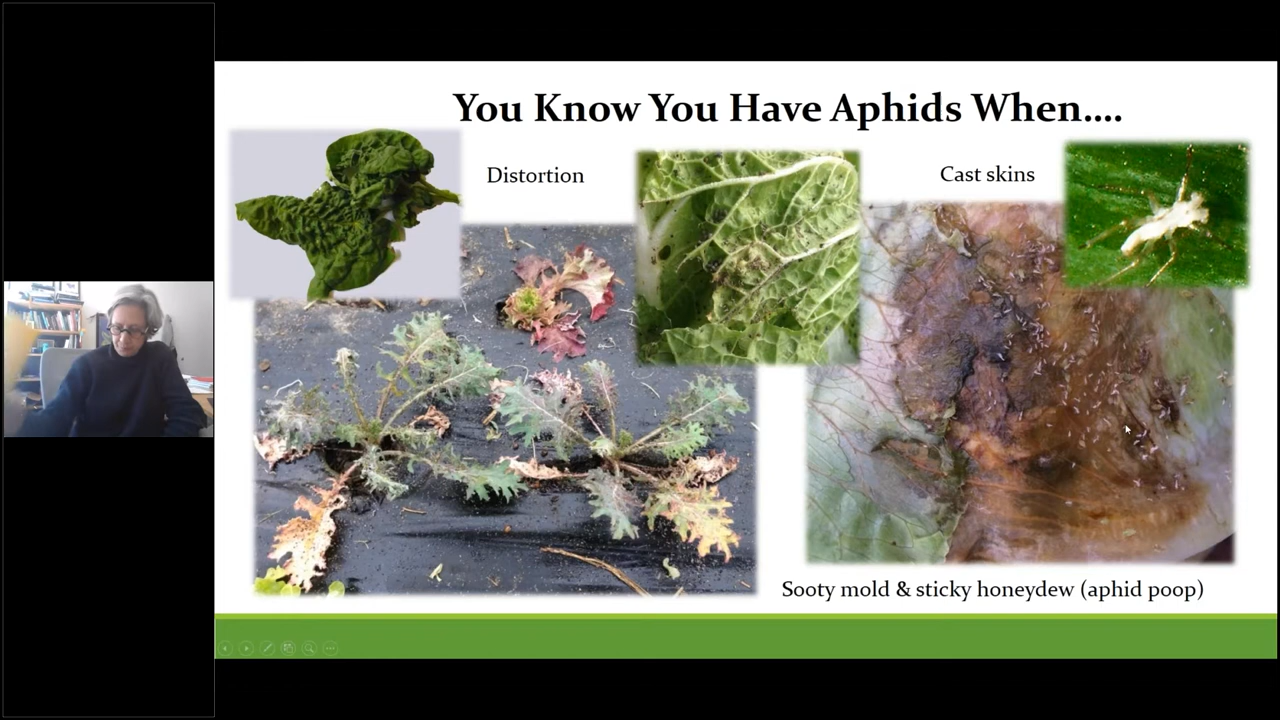 You Know You Have Aphids When....
Distortion
Cast skins
Sooty mold & sticky honeydew (aphid poop)